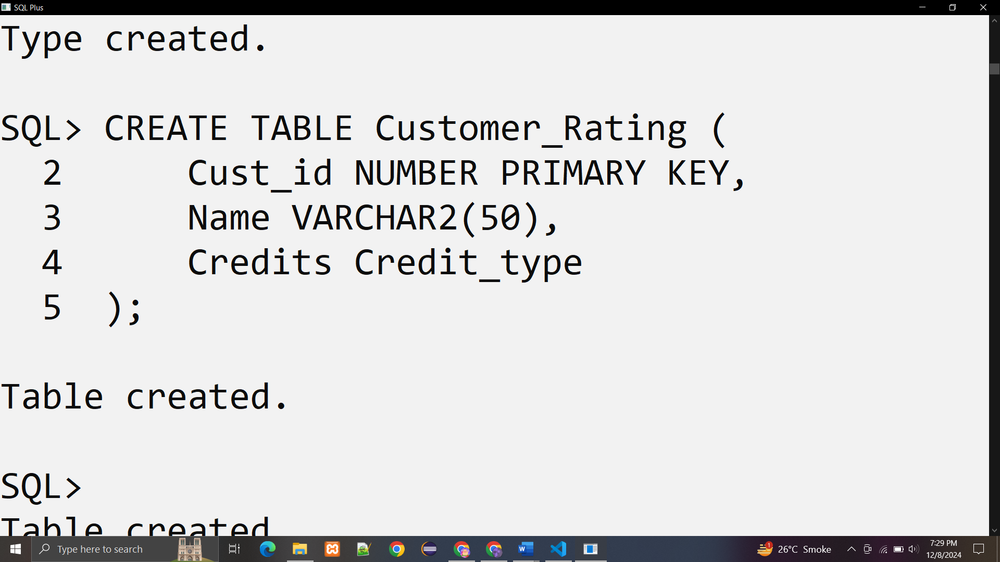 SQL Plus
Type created.
SQL> CREATE TABLE Customer_Rating (
2 Cust_id NUMBER PRIMARY KEY,
3 Name VARCHAR2(50),
4 Credits Credit_type
5 );
Table created.
SQL>
Table created
Type here to search
1
26°C Smoke
7:29 PM
12/8/2024